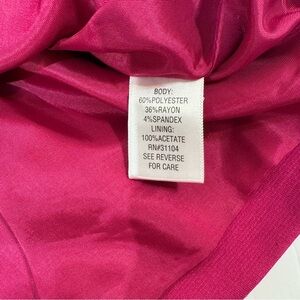 BODY:
60%POLYESTER
36%RAYON
4%SPANDEX
LINING:
100%ACETATE
RN#31104
SEE REVERSE
FOR CARE